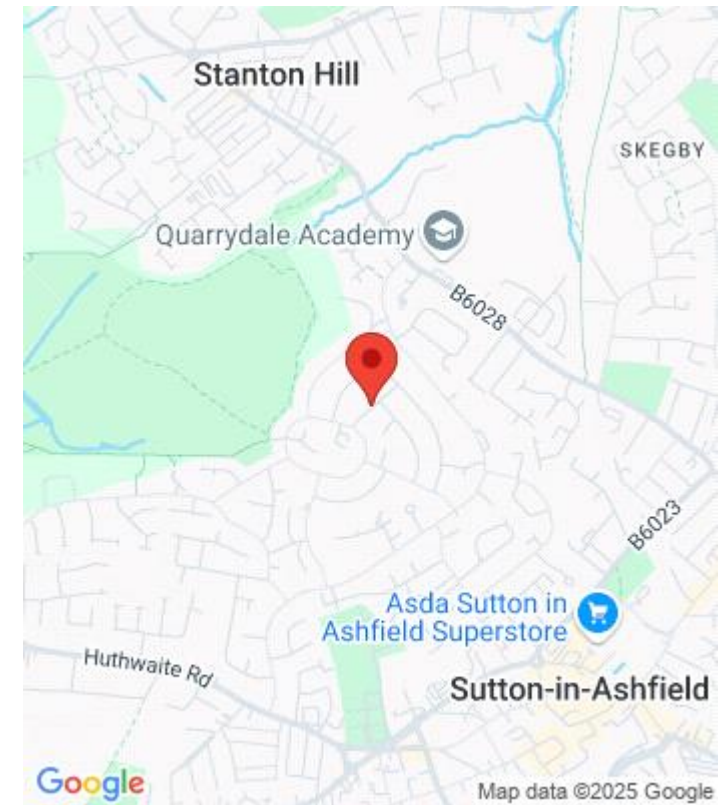 Stanton Hill
SKEGBY
Quarrydale Academy
B6028
B6023
Asda Sutton in
Ashfield Superstore
Huthwaite Rd
Sutton-in-Ashfield
Google
Map data ©2025 Google